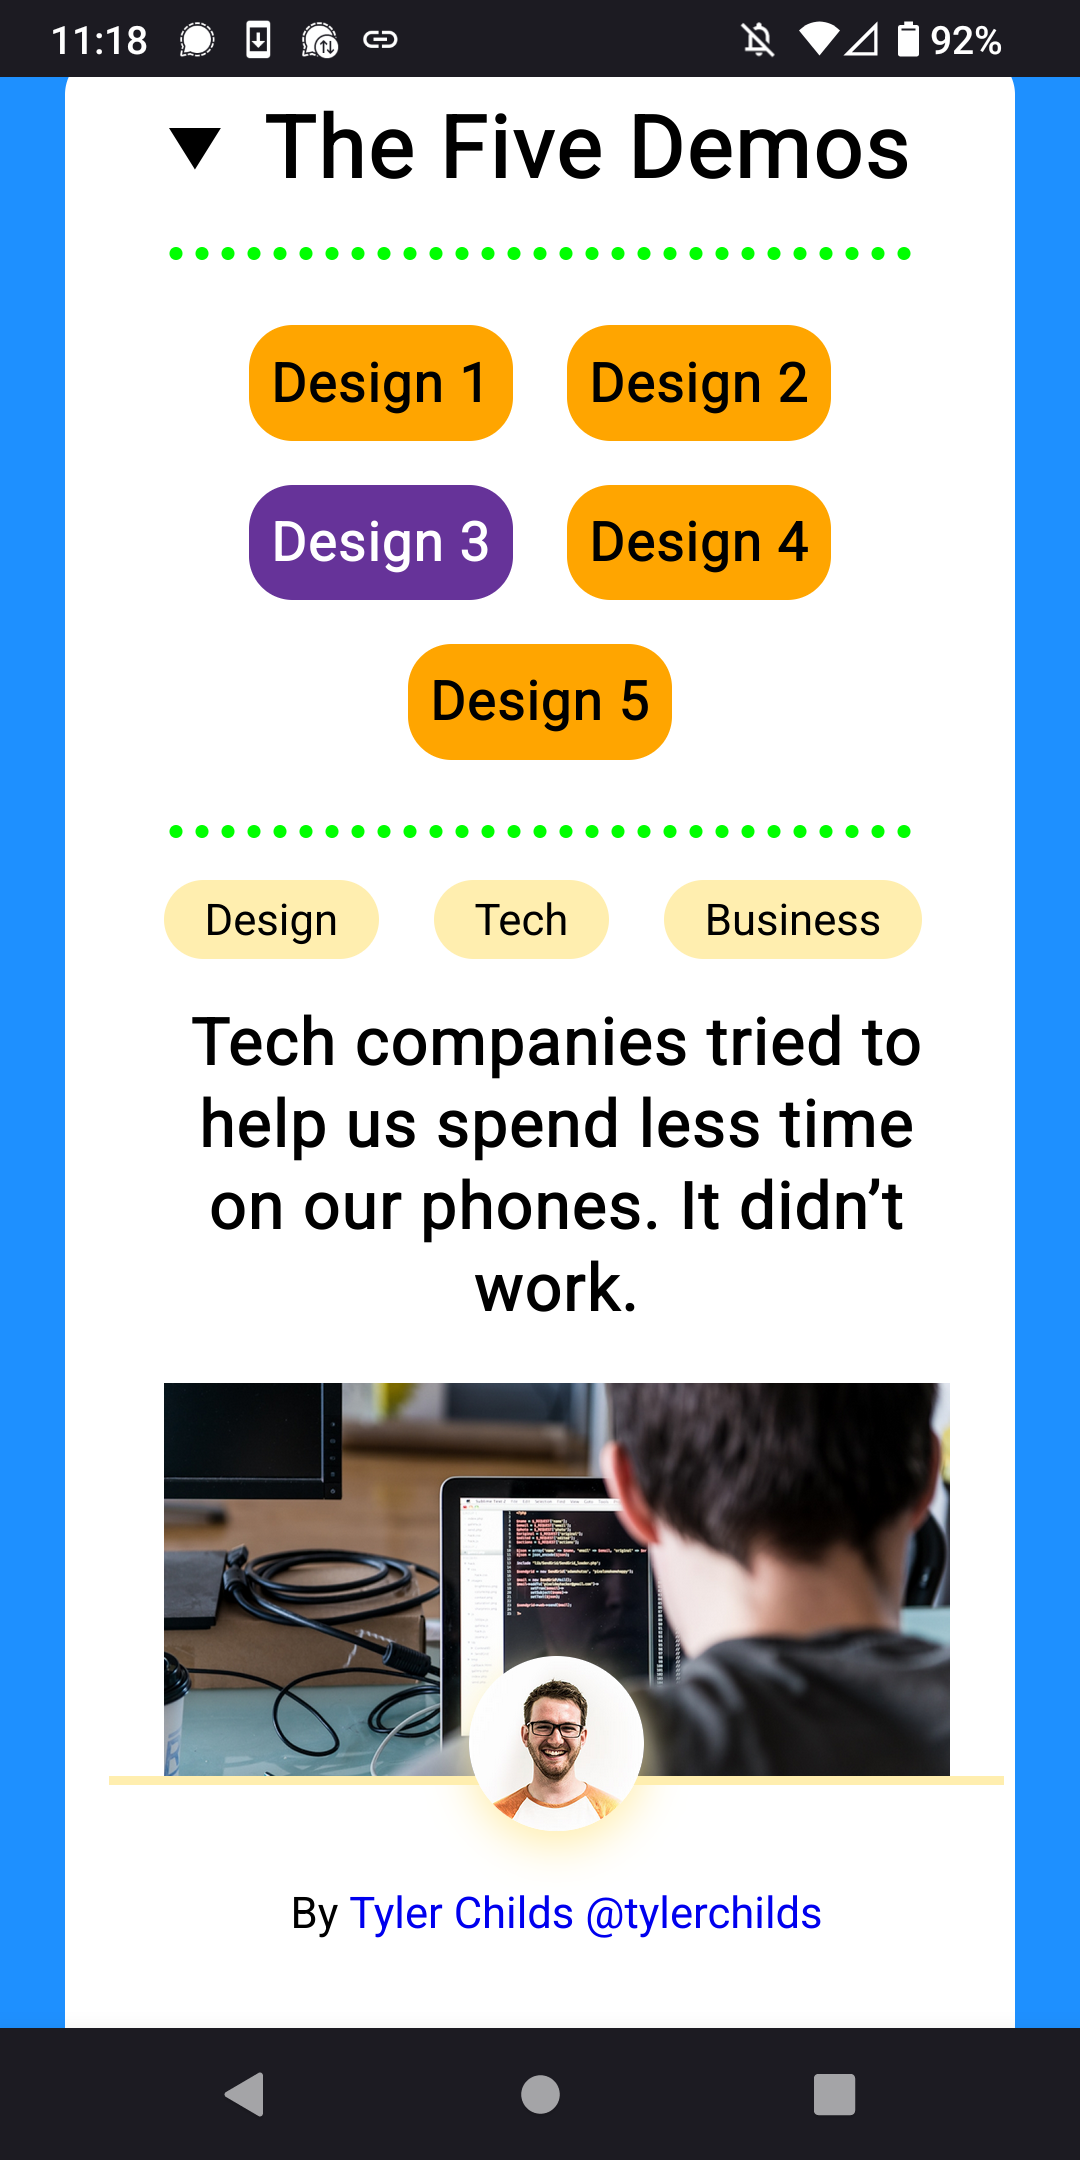 11:18 92%
The Five Demos
Design 1 Design 2
Design 3 Design 4
Design 5
Design Tech Business
Tech companies tried to
help us spend less time
on our phones. It didn’t
work.
By Tyler Childs @tylerchilds